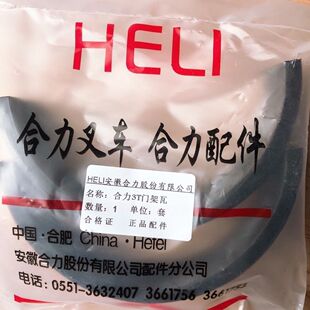 HELI
合力叉车 合力配件
HELI安徽合力股份有限公司
名称：合力3T门架瓦
数量：1 单位：套
合格证 正品配件
中国·合肥 China·Hefei
安徽合力股份有限公司配件分公司
电话：0551-3632407 3661756